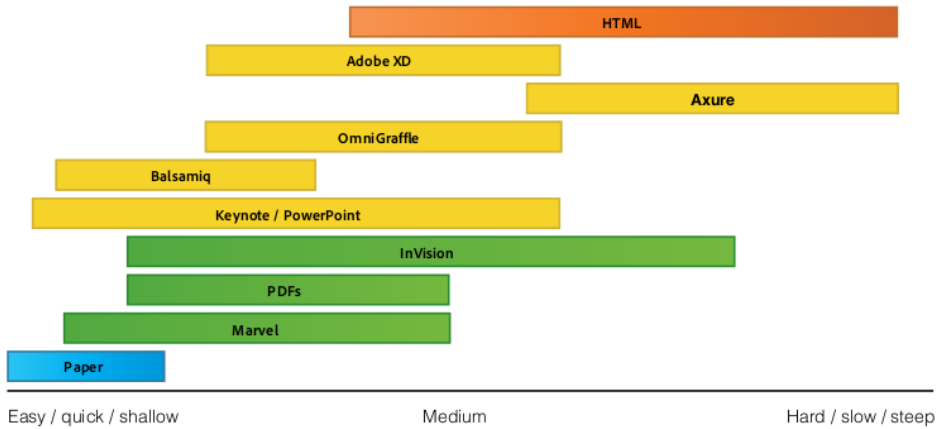 HTML
Adobe XD
Axure
OmniGraffle
Balsamiq
Keynote / PowerPoint
InVision
PDFs
Marvel
Paper
Easy / quick / shallow Medium Hard / slow / steep